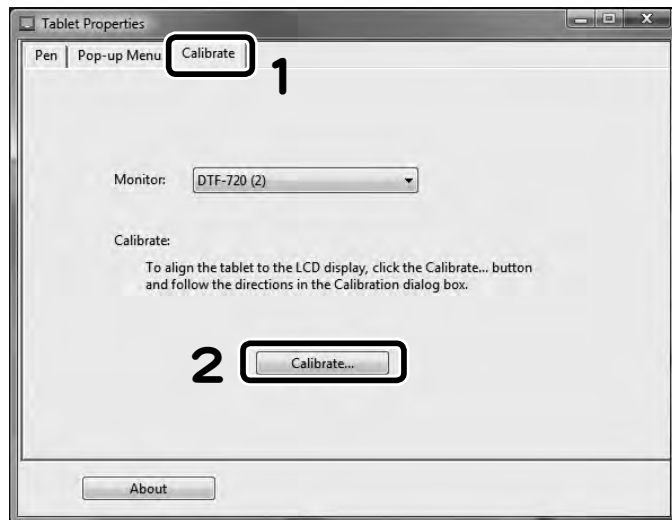 Tablet Properties
Pen Pop-up Menu Calibrate
1
Monitor: DTF-720 (2)
Calibrate:
To align the tablet to the LCD display, click the Calibrate... button
and follow the directions in the Calibration dialog box.
2 Calibrate...
About